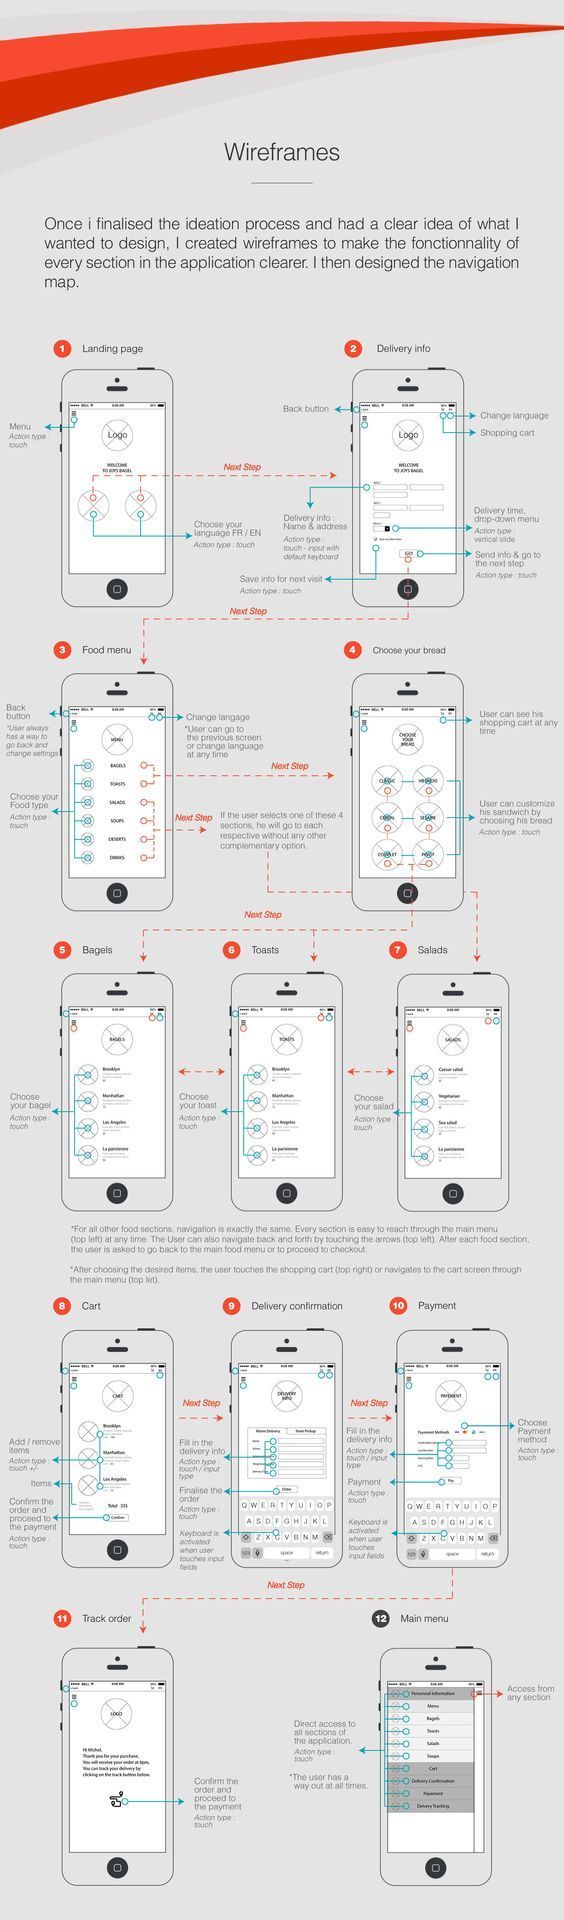 Wireframes
Once i finalised the ideation process and had a clear idea of what I
wanted to design, I created wireframes to make the fonctionnality of
every section in the application clearer. I then designed the navigation
map.
1 Landing page
Menu
Action type :
touch
Logo
WELCOME
TO JOYS BAGEL
Next Step
Choose your
language FR / EN
Action type : touch
2 Delivery info
Back button
Change language
Shopping cart
Logo
WELCOME
TO JOYS BAGEL
Delivery info :
Name & address
Action type :
touch - input with
default keyboard
Delivery time,
drop-down menu
Action type :
vertical slide
GO!
Send info & go to
the next step
Action type : touch
Save info for next visit
Action type : touch
Next Step
3 Food menu
Back
button
*User always
has a way to
go back and
change settings
Change langage
*User can go to
the previous screen
or change language
at any time
MENU
BAGELS
TOASTS
SALADS
SOUPS
DESERTS
DRINKS
Choose your
Food type
Action type :
touch
Next Step
Next Step
If the user selects one of these 4
sections, he will go to each
respective without any other
complementary option.
4 Choose your bread
User can see his
shopping cart at any
time
CHOOSE
YOUR
BREAD
CLASSIC
COMPLET
PAVOT
User can customize
his sandwich by
choosing his bread
Action type : touch
Next Step
5 Bagels
BAGELS
Brooklyn
Manhattan
Los Angeles
La parisienne
Choose
your bagel
Action type :
touch
6 Toasts
TOASTS
Brooklyn
Manhattan
Los Angeles
La parisienne
Choose
your toast
Action type :
touch
7 Salads
SALADS
Caesar salad
Vegetarian
Sea salad
La parisienne
Choose
your salad
Action type :
touch
*For all other food sections, navigation is exactly the same. Every section is easy to reach through the main menu
(top left) at any time. The User can also navigate back and forth by touching the arrows (top left). After each food section,
the user is asked to go back to the main food menu or to proceed to checkout.
*After choosing the desired items, the user touches the shopping cart (top right) or navigates to the cart screen through
the main menu (top let).
8 Cart
CART
Brooklyn
Manhattan
Los Angeles
Total 33$
Confirm
Add / remove
items
Action type :
touch +/-
Items
Confirm the
order and
proceed to
the payment
Action type :
touch
Next Step
9 Delivery confirmation
DELIVERY
INFO
Home Delivery
Store Pickup
Order
Fill in the
delivery info
Action type :
touch / input
type
Finalise the
order
Action type :
touch
Keyboard is
activated
when user
touches input
fields
Q W E R T Y U I O P
A S D F G H J K L
Z X C V B N M
123 space return
Next Step
10 Payment
PAYEMENT
Payement Methods
Pay
Choose
Payment
method
Action type :
touch
Fill in the
delivery info
Action type :
touch / input
type
Payment
Action type :
touch
Keyboard is
activated
when user
touches
input fields
Q W E R T Y U I O P
A S D F G H J K L
Z X C V B N M
123 space return
Next Step
11 Track order
LOGO
Hi Michel,
Thank you for your purchase,
You will receive your order at 6pm,
You can track your delivery by
clicking on the track button below.
Confirm the
order and
proceed to
the payment
Action type :
touch
12 Main menu
Access from
any section
Personnal Information
Menu
Bagels
Toasts
Salads
Soups
Cart
Delivery Confirmation
Payement
Delivery Tracking
Direct access to
all sections of
the application.
Action type :
touch
*The user has a
way out at all times.